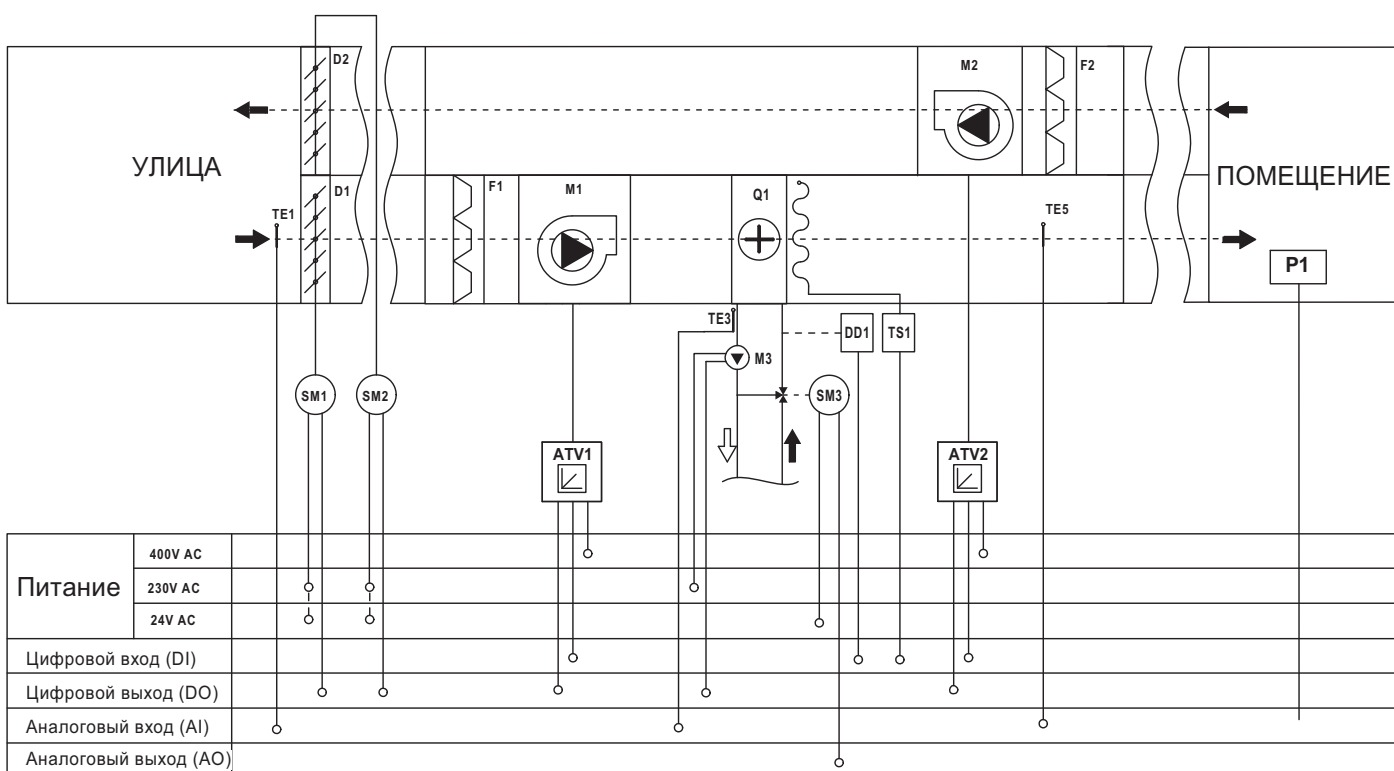 D2
M2
F2
УЛИЦА
ПОМЕЩЕНИЕ
D1
F1
M1
Q1
TE1
TE5
P1
TE3
DD1
TS1
M3
SM1
SM2
SM3
ATV1
ATV2
Питание
400V AC
230V AC
24V AC
Цифровой вход (DI)
Цифровой выход (DO)
Аналоговый вход (AI)
Аналоговый выход (AO)